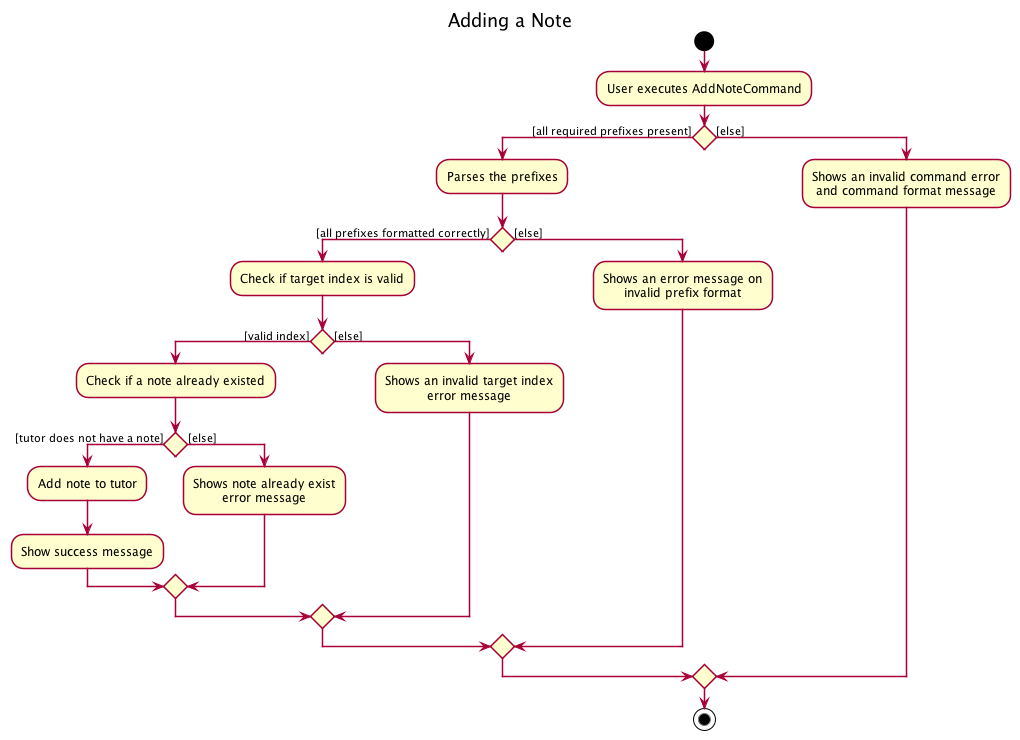 Adding a Note
User executes AddNoteCommand
[all required prefixes present]
[else]
Parses the prefixes
Shows an invalid command error
and command format message
[all prefixes formatted correctly]
[else]
Check if target index is valid
Shows an error message on
invalid prefix format
[valid index]
[else]
Check if a note already existed
Shows an invalid target index
error message
[tutor does not have a note]
[else]
Add note to tutor
Shows note already exist
error message
Show success message